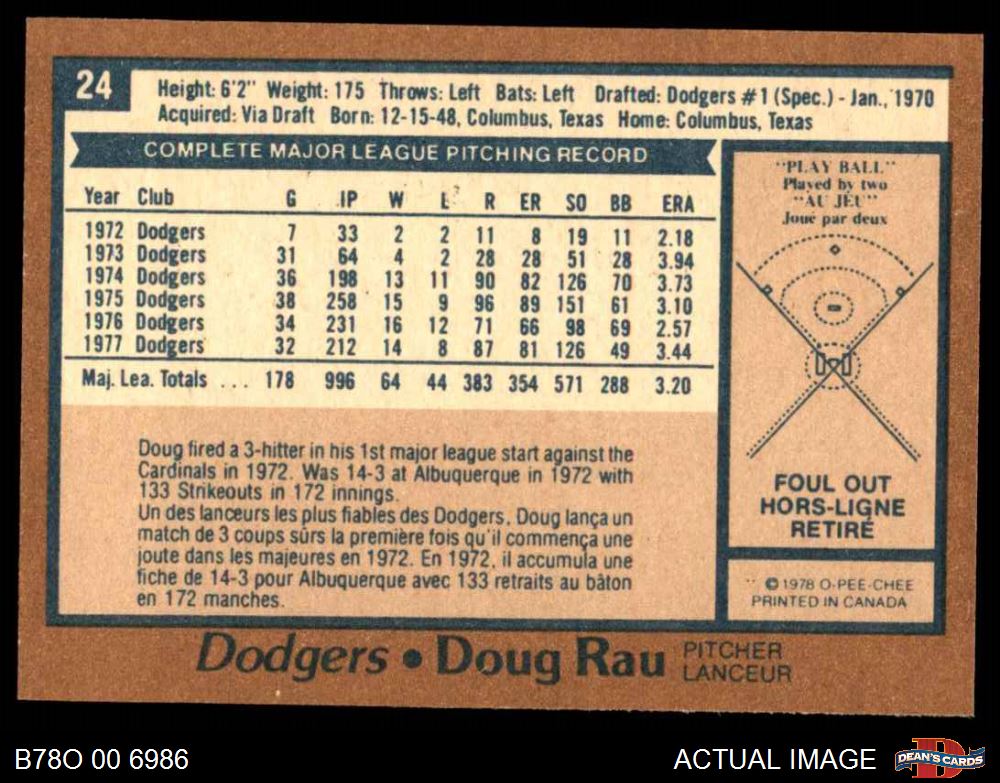 24
Height: 6'2" Weight: 175 Throws: Left Bats: Left Drafted: Dodgers #1 (Spec.) - Jan., 1970
Acquired: Via Draft Born: 12-15-48, Columbus, Texas Home: Columbus, Texas
COMPLETE MAJOR LEAGUE PITCHING RECORD
Year Club G IP W L R ER SO BB ERA
1972 Dodgers 7 33 2 2 11 8 19 11 2.18
1973 Dodgers 31 64 4 2 28 28 51 28 3.94
1974 Dodgers 36 198 13 11 90 82 126 70 3.73
1975 Dodgers 38 258 15 9 96 89 151 61 3.10
1976 Dodgers 34 231 16 12 71 66 98 69 2.57
1977 Dodgers 32 212 14 8 87 81 126 49 3.44
Maj. Lea. Totals ... 178 996 64 44 383 354 571 288 3.20
Doug fired a 3-hitter in his 1st major league start against the
Cardinals in 1972. Was 14-3 at Albuquerque in 1972 with
133 Strikeouts in 172 innings.
Un des lanceurs les plus fiables des Dodgers, Doug lança un
match de 3 coups sûrs la première fois qu'il commença une
joute dans les majeures en 1972. En 1972, il accumula une
fiche de 14-3 pour Albuquerque avec 133 retraits au bâton
en 172 manches.
"PLAY BALL"
Played by two
"AU JEU"
Joué par deux
FOUL OUT
HORS-LIGNE
RETIRÉ
© 1978 O-PEE-CHEE
PRINTED IN CANADA
Dodgers • Doug Rau PITCHER
LANCEUR
B78O 00 6986
ACTUAL IMAGE
DEAN'S CARDS